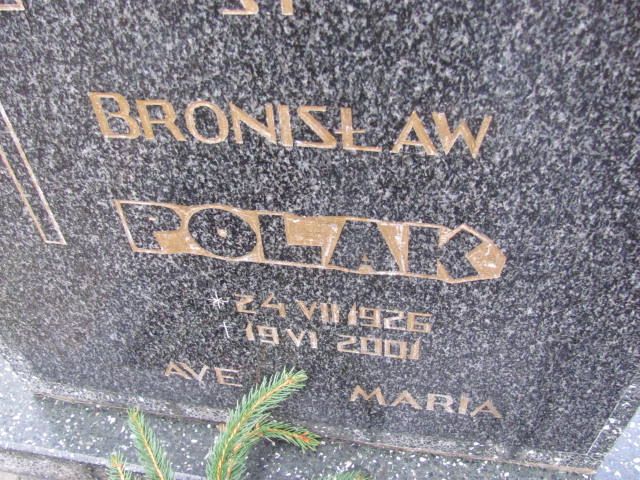 BRONISŁAW
POLAK
* 24 VII 1926
† 19 VI 2001
AVE MARIA